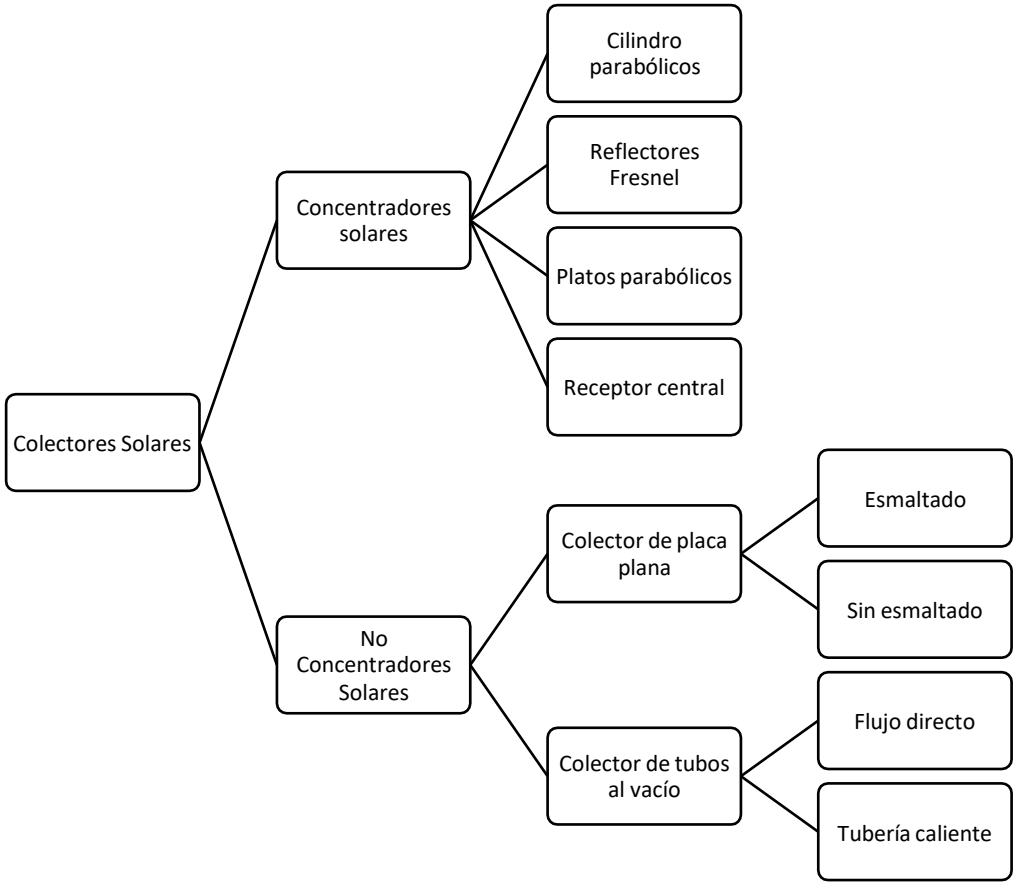 Colectores Solares
Concentradores
solares
Cilindro
parabólicos
Reflectores
Fresnel
Platos parabólicos
Receptor central
No
Concentradores
Solares
Colector de placa
plana
Esmaltado
Sin esmaltado
Colector de tubos
al vacío
Flujo directo
Tubería caliente